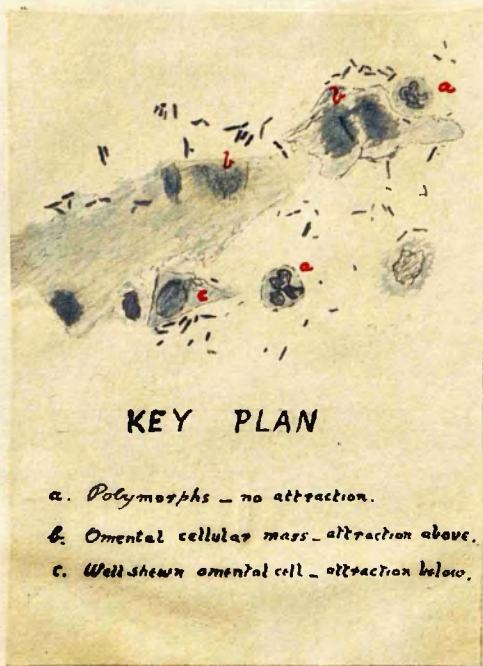 b
a
b
c
a
KEY PLAN
a. Polymorphs – no attraction.
b. Omental cellular mass – attraction above.
c. Well shewn omental cell – attraction below.